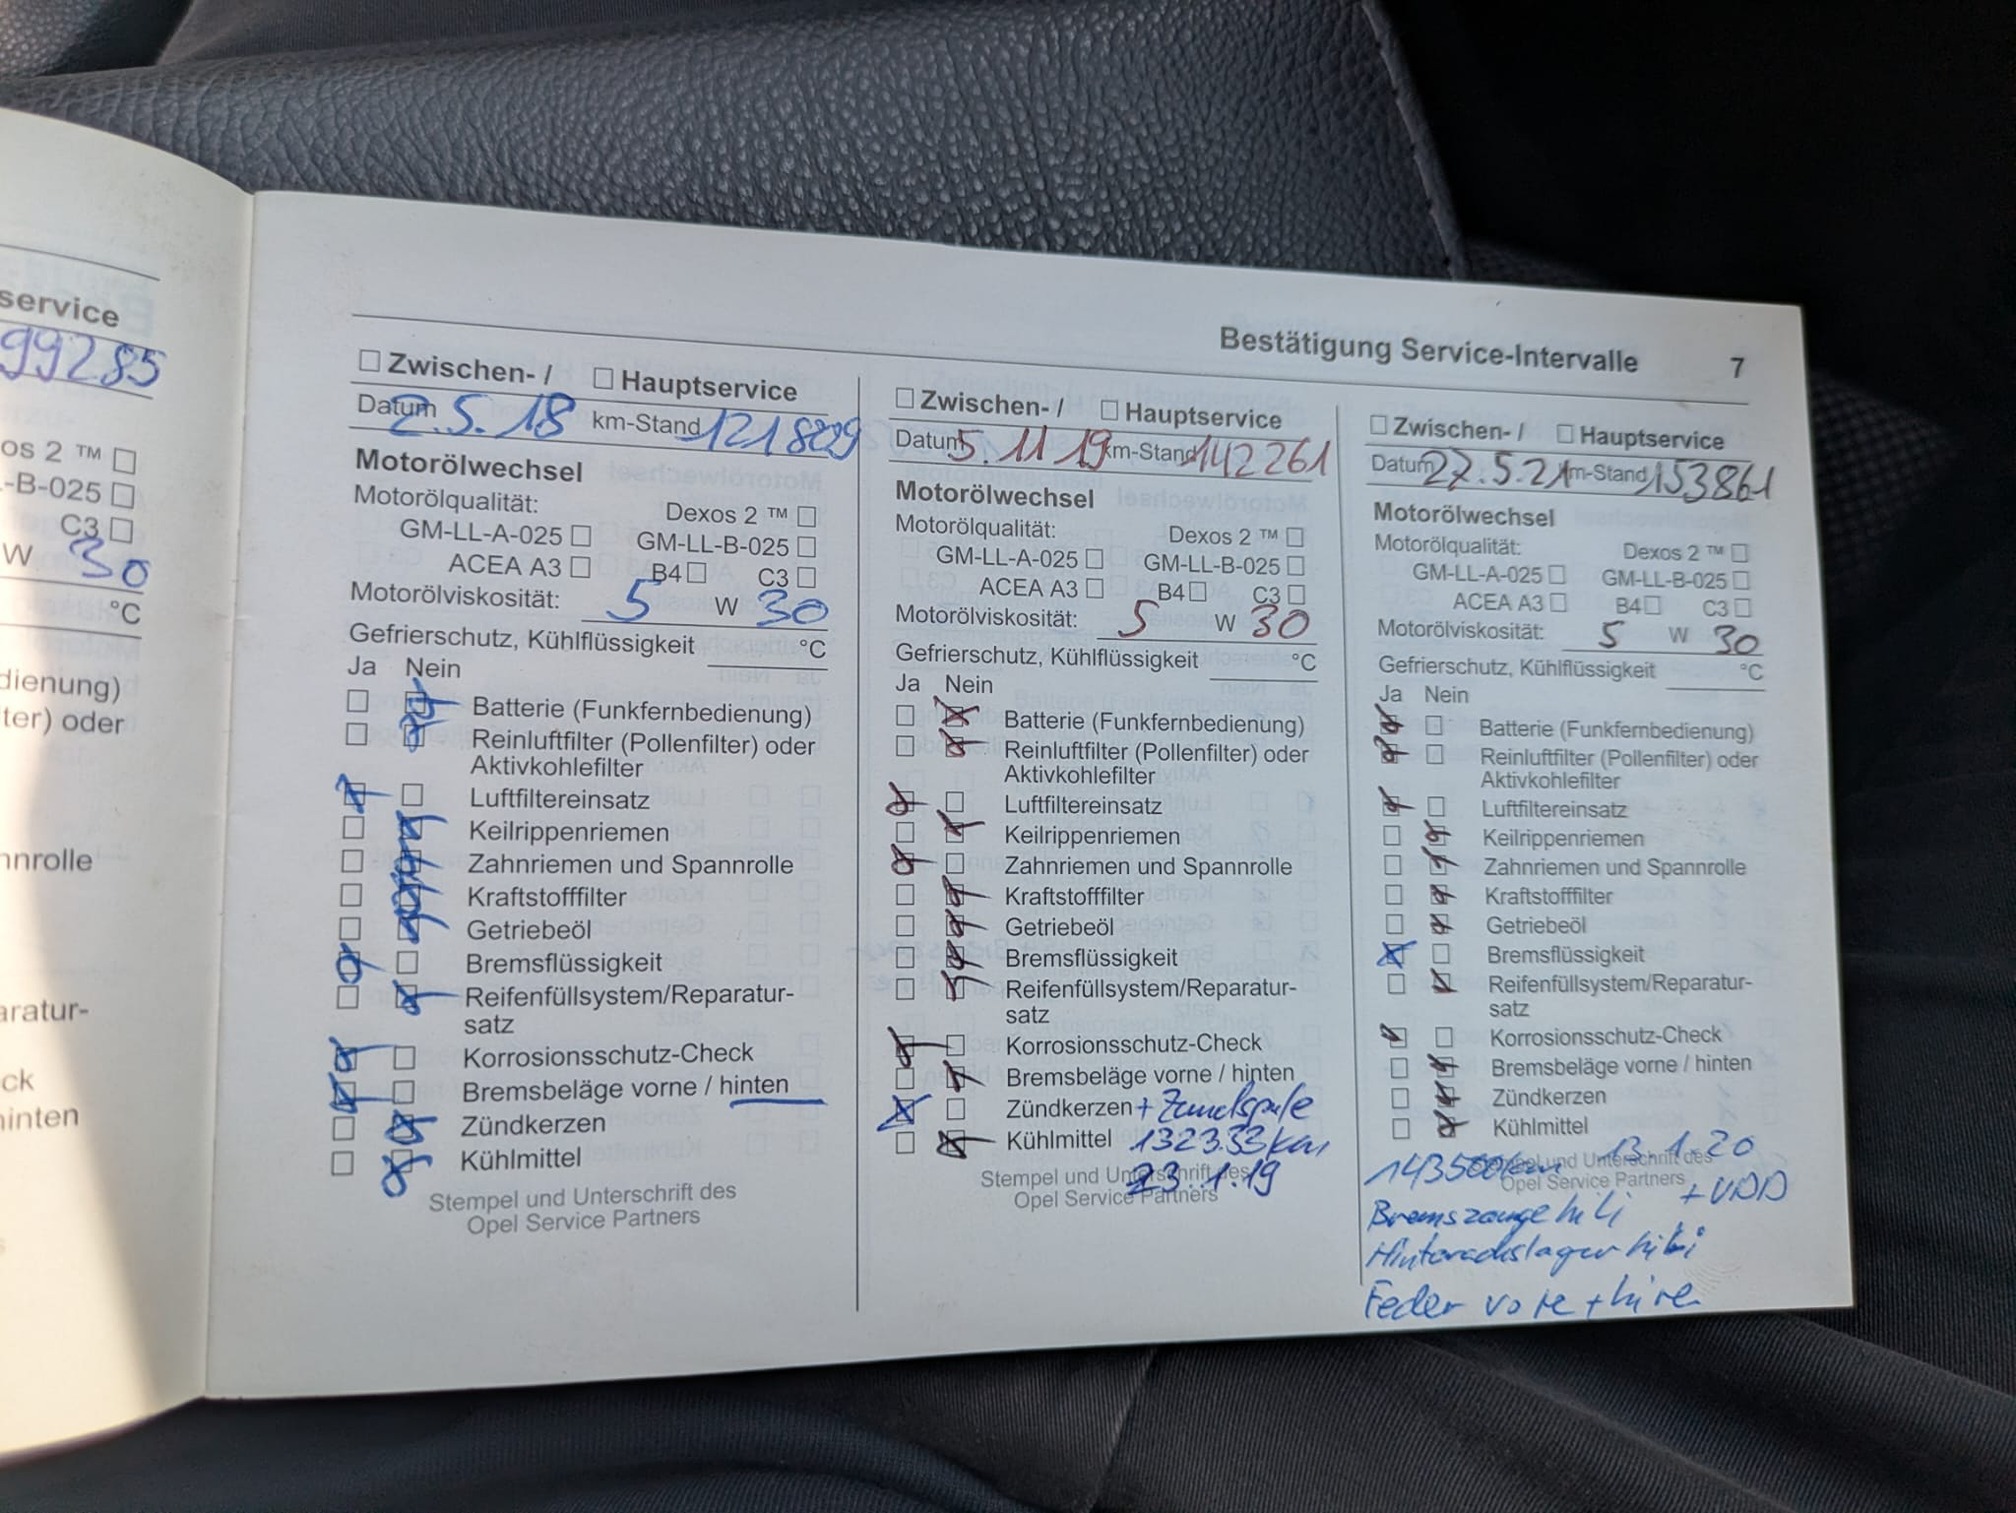 service
99285
os 2 ™
-B-025
C3
W 30
°C
dienung)
ter) oder
nnrolle
aratur-
ck
hinten
Bestätigung Service-Intervalle 7
Zwischen- / Hauptservice
Datum 2.5.18 km-Stand
Motorölwechsel
Motorölqualität: Dexos 2 ™
GM-LL-A-025 GM-LL-B-025
ACEA A3 B4 C3
Motorölviskosität: 5 W 30
Gefrierschutz, Kühlflüssigkeit °C
Ja Nein
Batterie (Funkfernbedienung)
Reinluftfilter (Pollenfilter) oder
Aktivkohlefilter
Luftfiltereinsatz
Keilrippenriemen
Zahnriemen und Spannrolle
Kraftstofffilter
Getriebeöl
Bremsflüssigkeit
Reifenfüllsystem/Reparatur-
satz
Korrosionsschutz-Check
Bremsbeläge vorne / hinten
Zündkerzen
Kühlmittel
Stempel und Unterschrift des
Opel Service Partners
Zwischen- / Hauptservice
Datum 5.11 19 km-Stand 142261
Motorölwechsel
Motorölqualität: Dexos 2 ™
GM-LL-A-025 GM-LL-B-025
ACEA A3 B4 C3
Motorölviskosität: 5 W 30
Gefrierschutz, Kühlflüssigkeit °C
Ja Nein
Batterie (Funkfernbedienung)
Reinluftfilter (Pollenfilter) oder
Aktivkohlefilter
Luftfiltereinsatz
Keilrippenriemen
Zahnriemen und Spannrolle
Kraftstofffilter
Getriebeöl
Bremsflüssigkeit
Reifenfüllsystem/Reparatur-
satz
Korrosionsschutz-Check
Bremsbeläge vorne / hinten
Zündkerzen + Zündspule
Kühlmittel 132333 km
Stempel und Unterschrift des
23.1.19
Opel Service Partners
Zwischen- / Hauptservice
Datum 27.5.21 km-Stand 153861
Motorölwechsel
Motorölqualität: Dexos 2 ™
GM-LL-A-025 GM-LL-B-025
ACEA A3 B4 C3
Motorölviskosität: 5 W 30
Gefrierschutz, Kühlflüssigkeit °C
Ja Nein
Batterie (Funkfernbedienung)
Reinluftfilter (Pollenfilter) oder
Aktivkohlefilter
Luftfiltereinsatz
Keilrippenriemen
Zahnriemen und Spannrolle
Kraftstofffilter
Getriebeöl
Bremsflüssigkeit
Reifenfüllsystem/Reparatur-
satz
Korrosionsschutz-Check
Bremsbeläge vorne / hinten
Zündkerzen
Kühlmittel
143500km 13.1.20
Stempel und Unterschrift des
Opel Service Partners + VDD
Bremszange hi li
Hinterachslager
Feder vore + hire